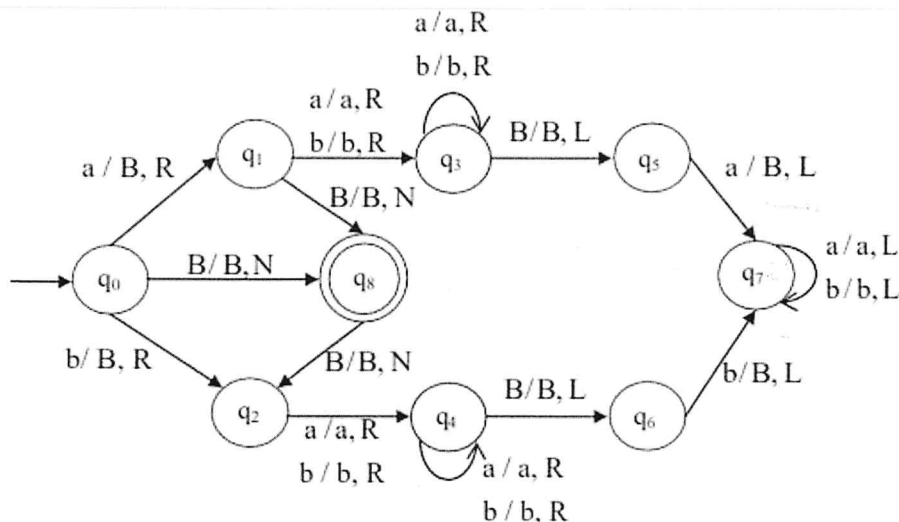 a / a, R
b / b, R
a / a, R
b / b, R
B / B, L
q₁
q₃
q₅
a / B, R
B / B, N
a / B, L
q₀
B / B, N
q₈
q₇
a / a, L
b / b, L
b / B, R
B / B, N
b / B, L
B / B, L
q₂
q₄
q₆
a / a, R
b / b, R
a / a, R
b / b, R